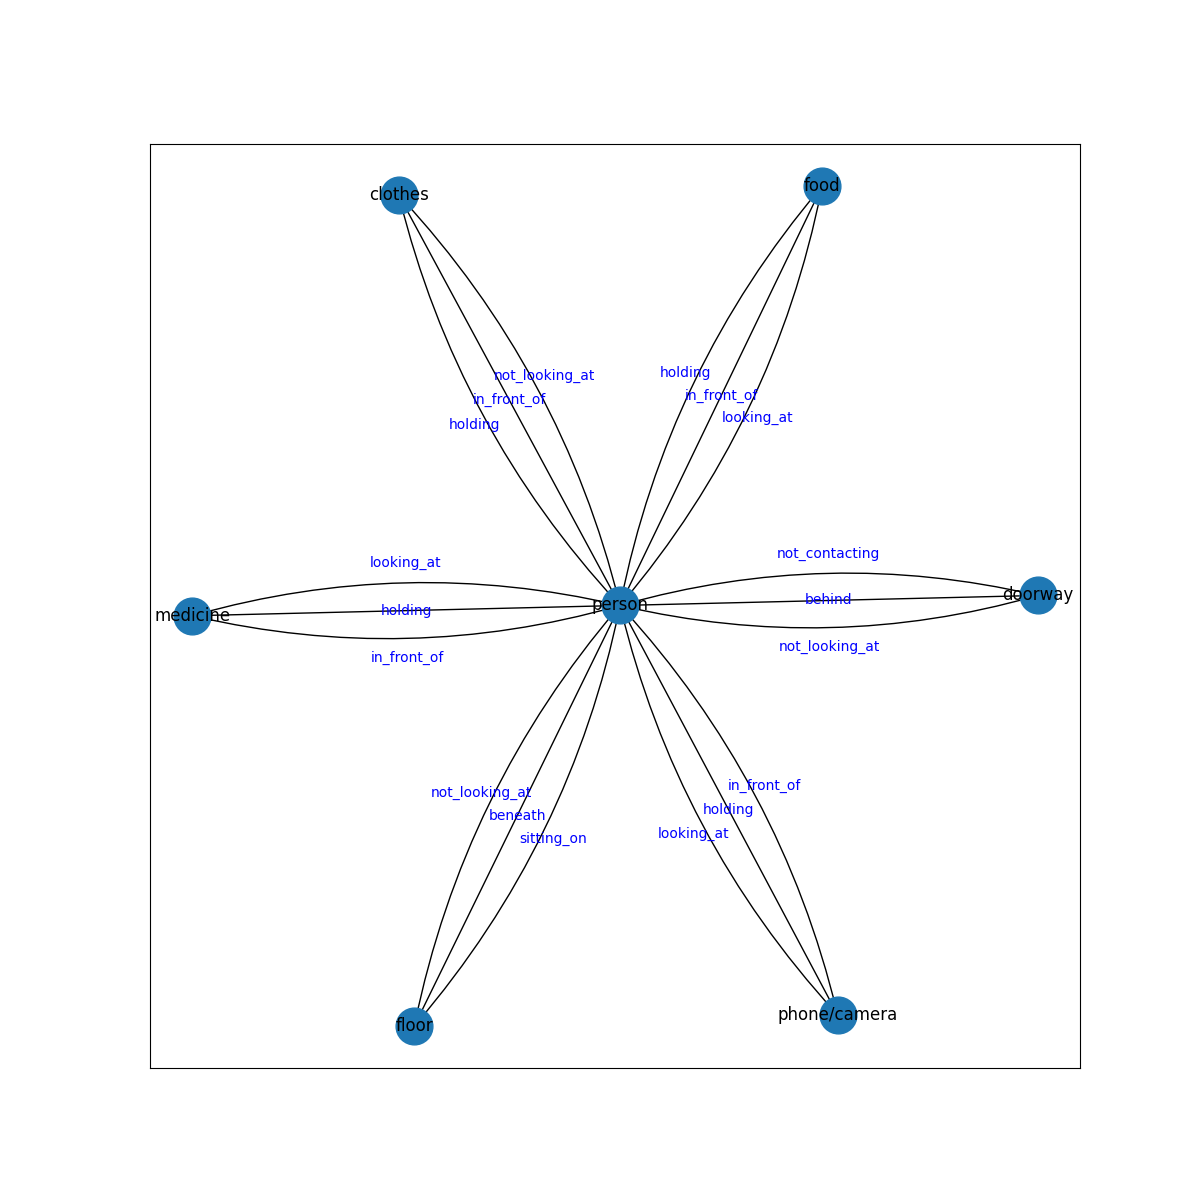 food
clothes
holding
not_looking_at
in_front_of
in_front_of
looking_at
holding
not_contacting
looking_at
doorway
behind
person
holding
medicine
not_looking_at
in_front_of
in_front_of
not_looking_at
holding
beneath
looking_at
sitting_on
phone/camera
floor